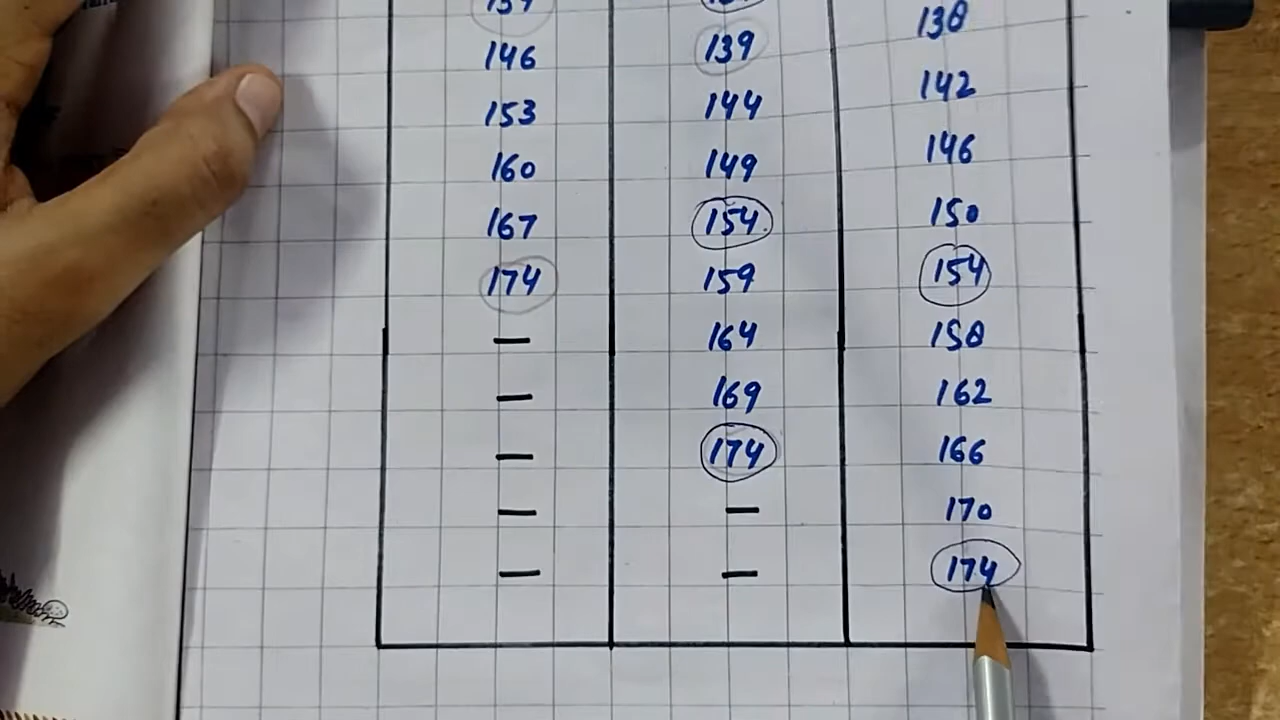 139 138
146 139 142
153 144 146
160 149 150
167 154 154
174 159 158
— 164 162
— 169 166
— 174 170
— — 174
— —